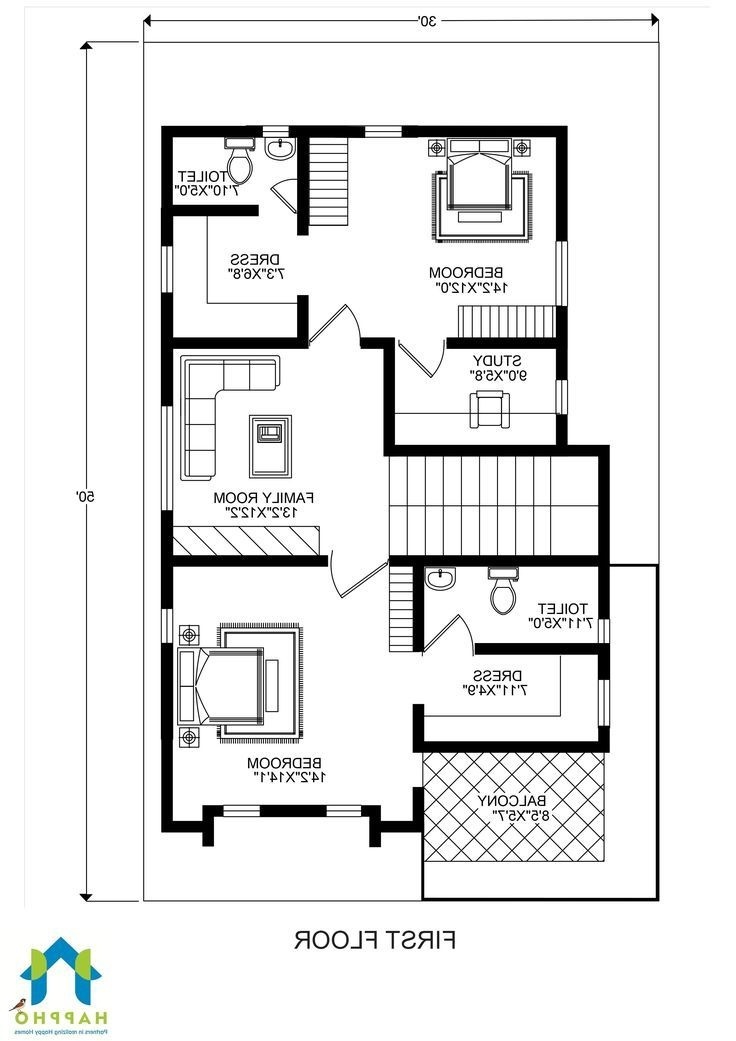 30'
TOILET
7'10"X5'0"
DRESS
7'3"X6'8"
BEDROOM
14'2"X12'0"
STUDY
9'0"X5'8"
50'
FAMILY ROOM
13'2"X12'2"
TOILET
7'11"X5'0"
DRESS
7'11"X4'9"
BEDROOM
14'2"X14'1"
BALCONY
8'5"X5'7"
FIRST FLOOR
HAPPHO
Partners in realizing Happy Homes